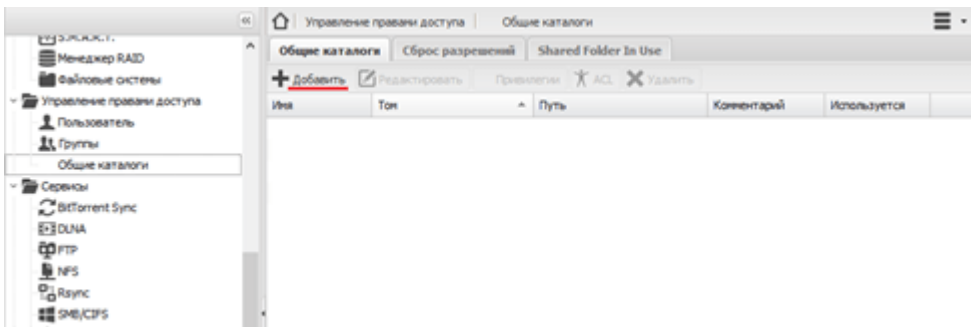 Управление правами доступа | Общие каталоги
S.M.A.R.T.
Менеджер RAID
Файловые системы
Управление правами доступа
Пользователь
Группы
Общие каталоги
Сервисы
BitTorrent Sync
DLNA
FTP
NFS
Rsync
SMB/CIFS
Общие каталоги Сброс разрешений Shared Folder In Use
Добавить Редактировать Привилегии ACL Удалить
Имя Том Путь Комментарий Используется